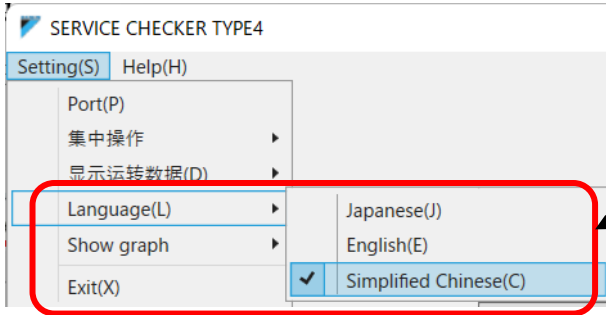 SERVICE CHECKER TYPE4
Setting(S) Help(H)
Port(P)
集中操作
显示运转数据(D)
Language(L)
Japanese(J)
Show graph
English(E)
Exit(X)
Simplified Chinese(C)